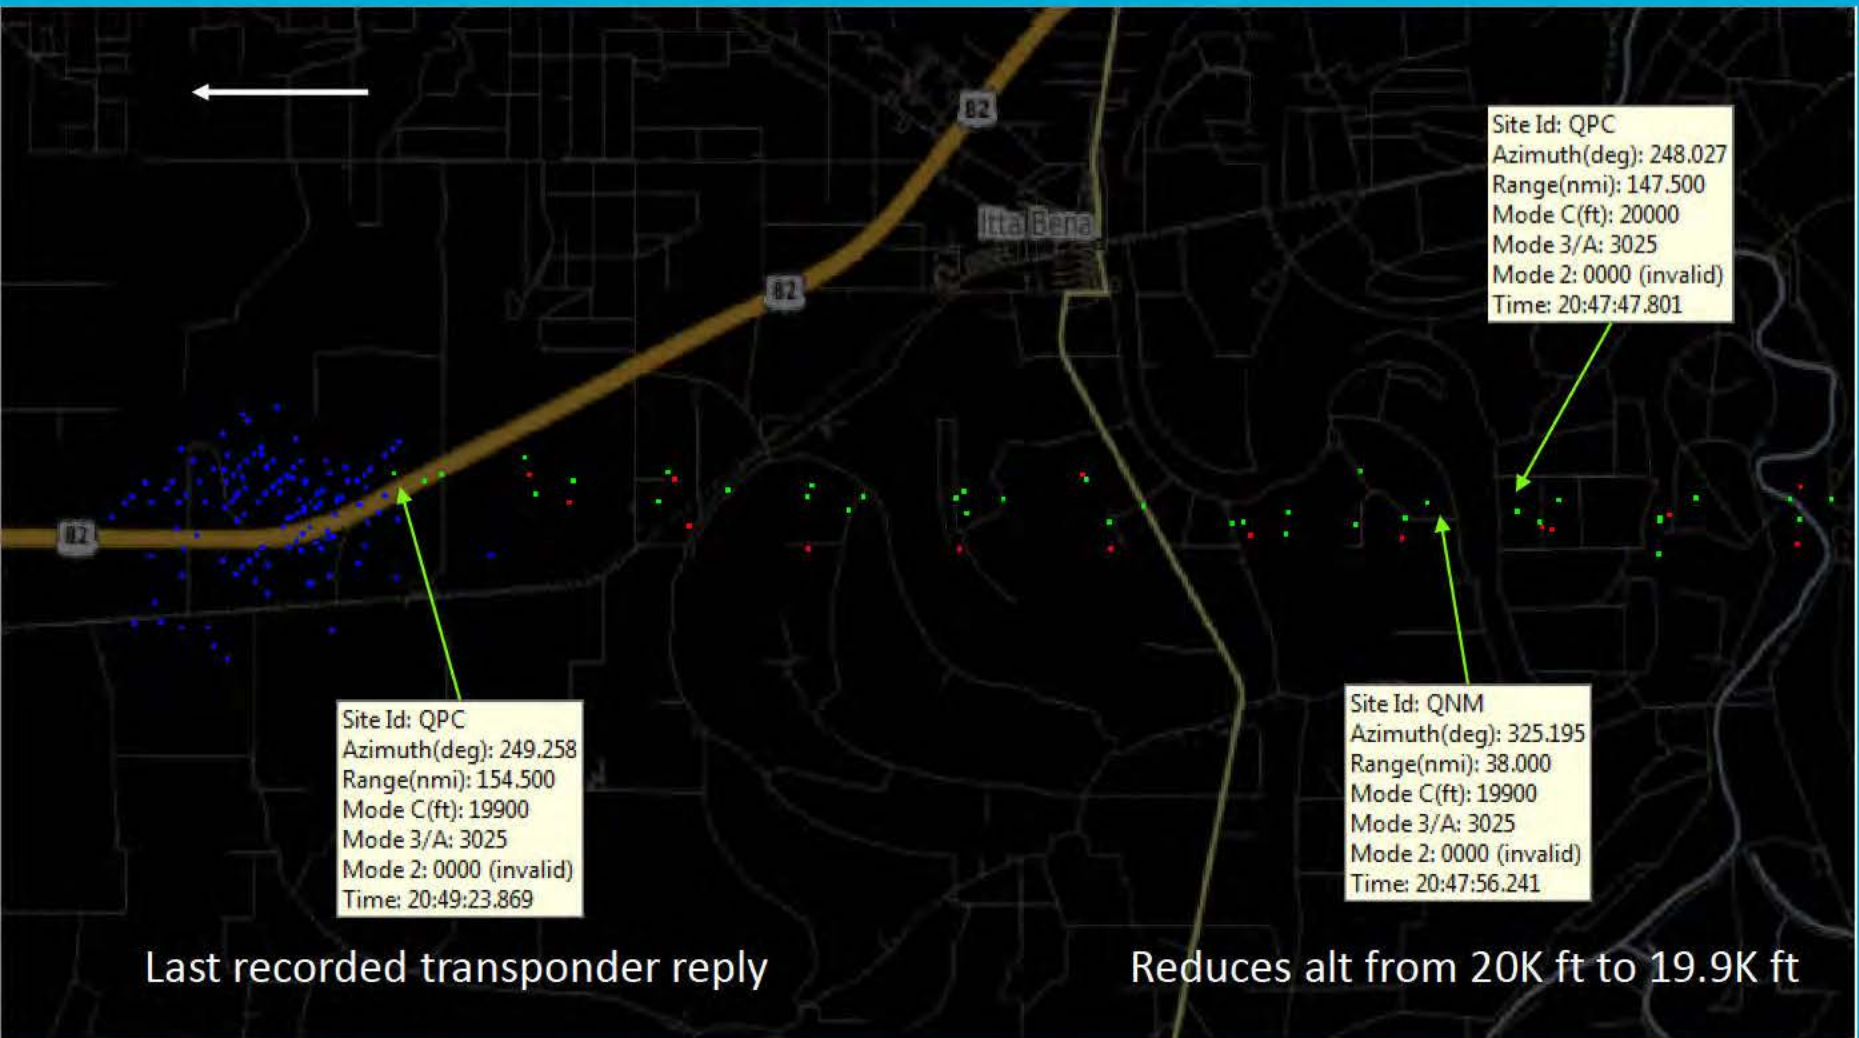 82
Itta Bena
82
82
Site Id: QPC
Azimuth(deg): 248.027
Range(nmi): 147.500
Mode C(ft): 20000
Mode 3/A: 3025
Mode 2: 0000 (invalid)
Time: 20:47:47.801
Site Id: QPC
Azimuth(deg): 249.258
Range(nmi): 154.500
Mode C(ft): 19900
Mode 3/A: 3025
Mode 2: 0000 (invalid)
Time: 20:49:23.869
Site Id: QNM
Azimuth(deg): 325.195
Range(nmi): 38.000
Mode C(ft): 19900
Mode 3/A: 3025
Mode 2: 0000 (invalid)
Time: 20:47:56.241
Last recorded transponder reply
Reduces alt from 20K ft to 19.9K ft